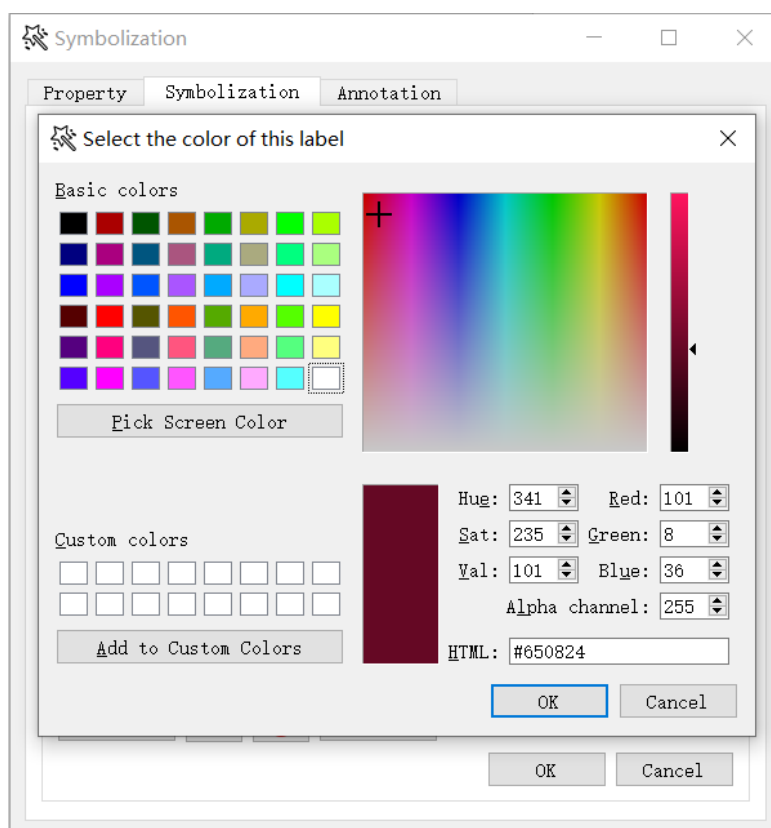 Symbolization
Property Symbolization Annotation
Select the color of this label
Basic colors
Pick Screen Color
Hue: 341 Red: 101
Custom colors Sat: 235 Green: 8
Val: 101 Blue: 36
Alpha channel: 255
Add to Custom Colors HTML: #650824
OK Cancel
OK Cancel